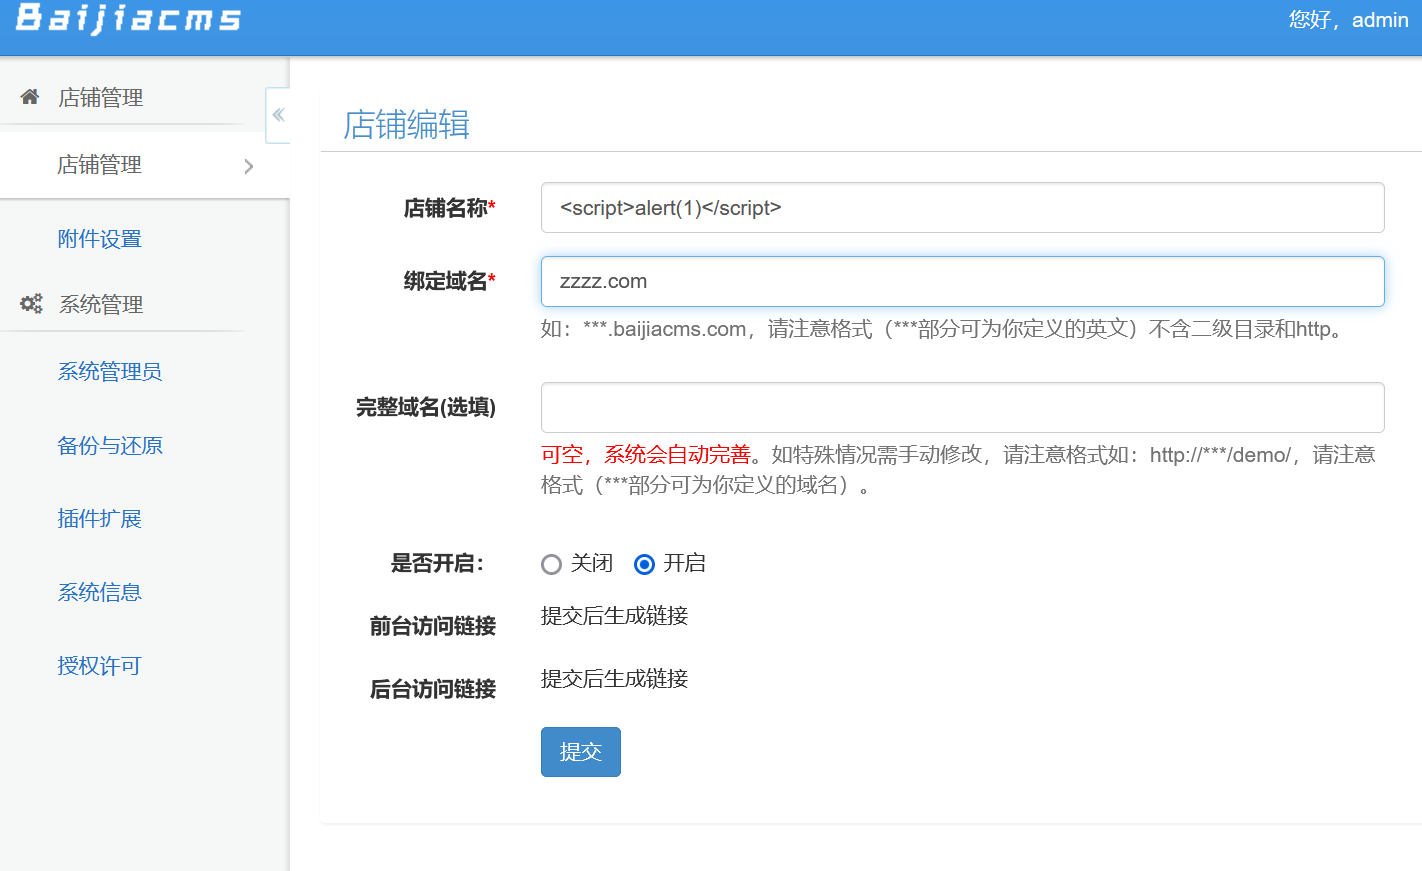 Baijiacms
您好，admin
店铺管理
店铺管理
附件设置
系统管理
系统管理员
备份与还原
插件扩展
系统信息
授权许可
店铺编辑
店铺名称*
<script>alert(1)</script>
绑定域名*
zzzz.com
如：***.baijiacms.com，请注意格式（***部分可为你定义的英文）不含二级目录和http。
完整域名(选填)
可空，系统会自动完善。如特殊情况需手动修改，请注意格式如：http://***/demo/，请注意
格式（***部分可为你定义的域名）。
是否开启：
关闭 开启
前台访问链接
提交后生成链接
后台访问链接
提交后生成链接
提交